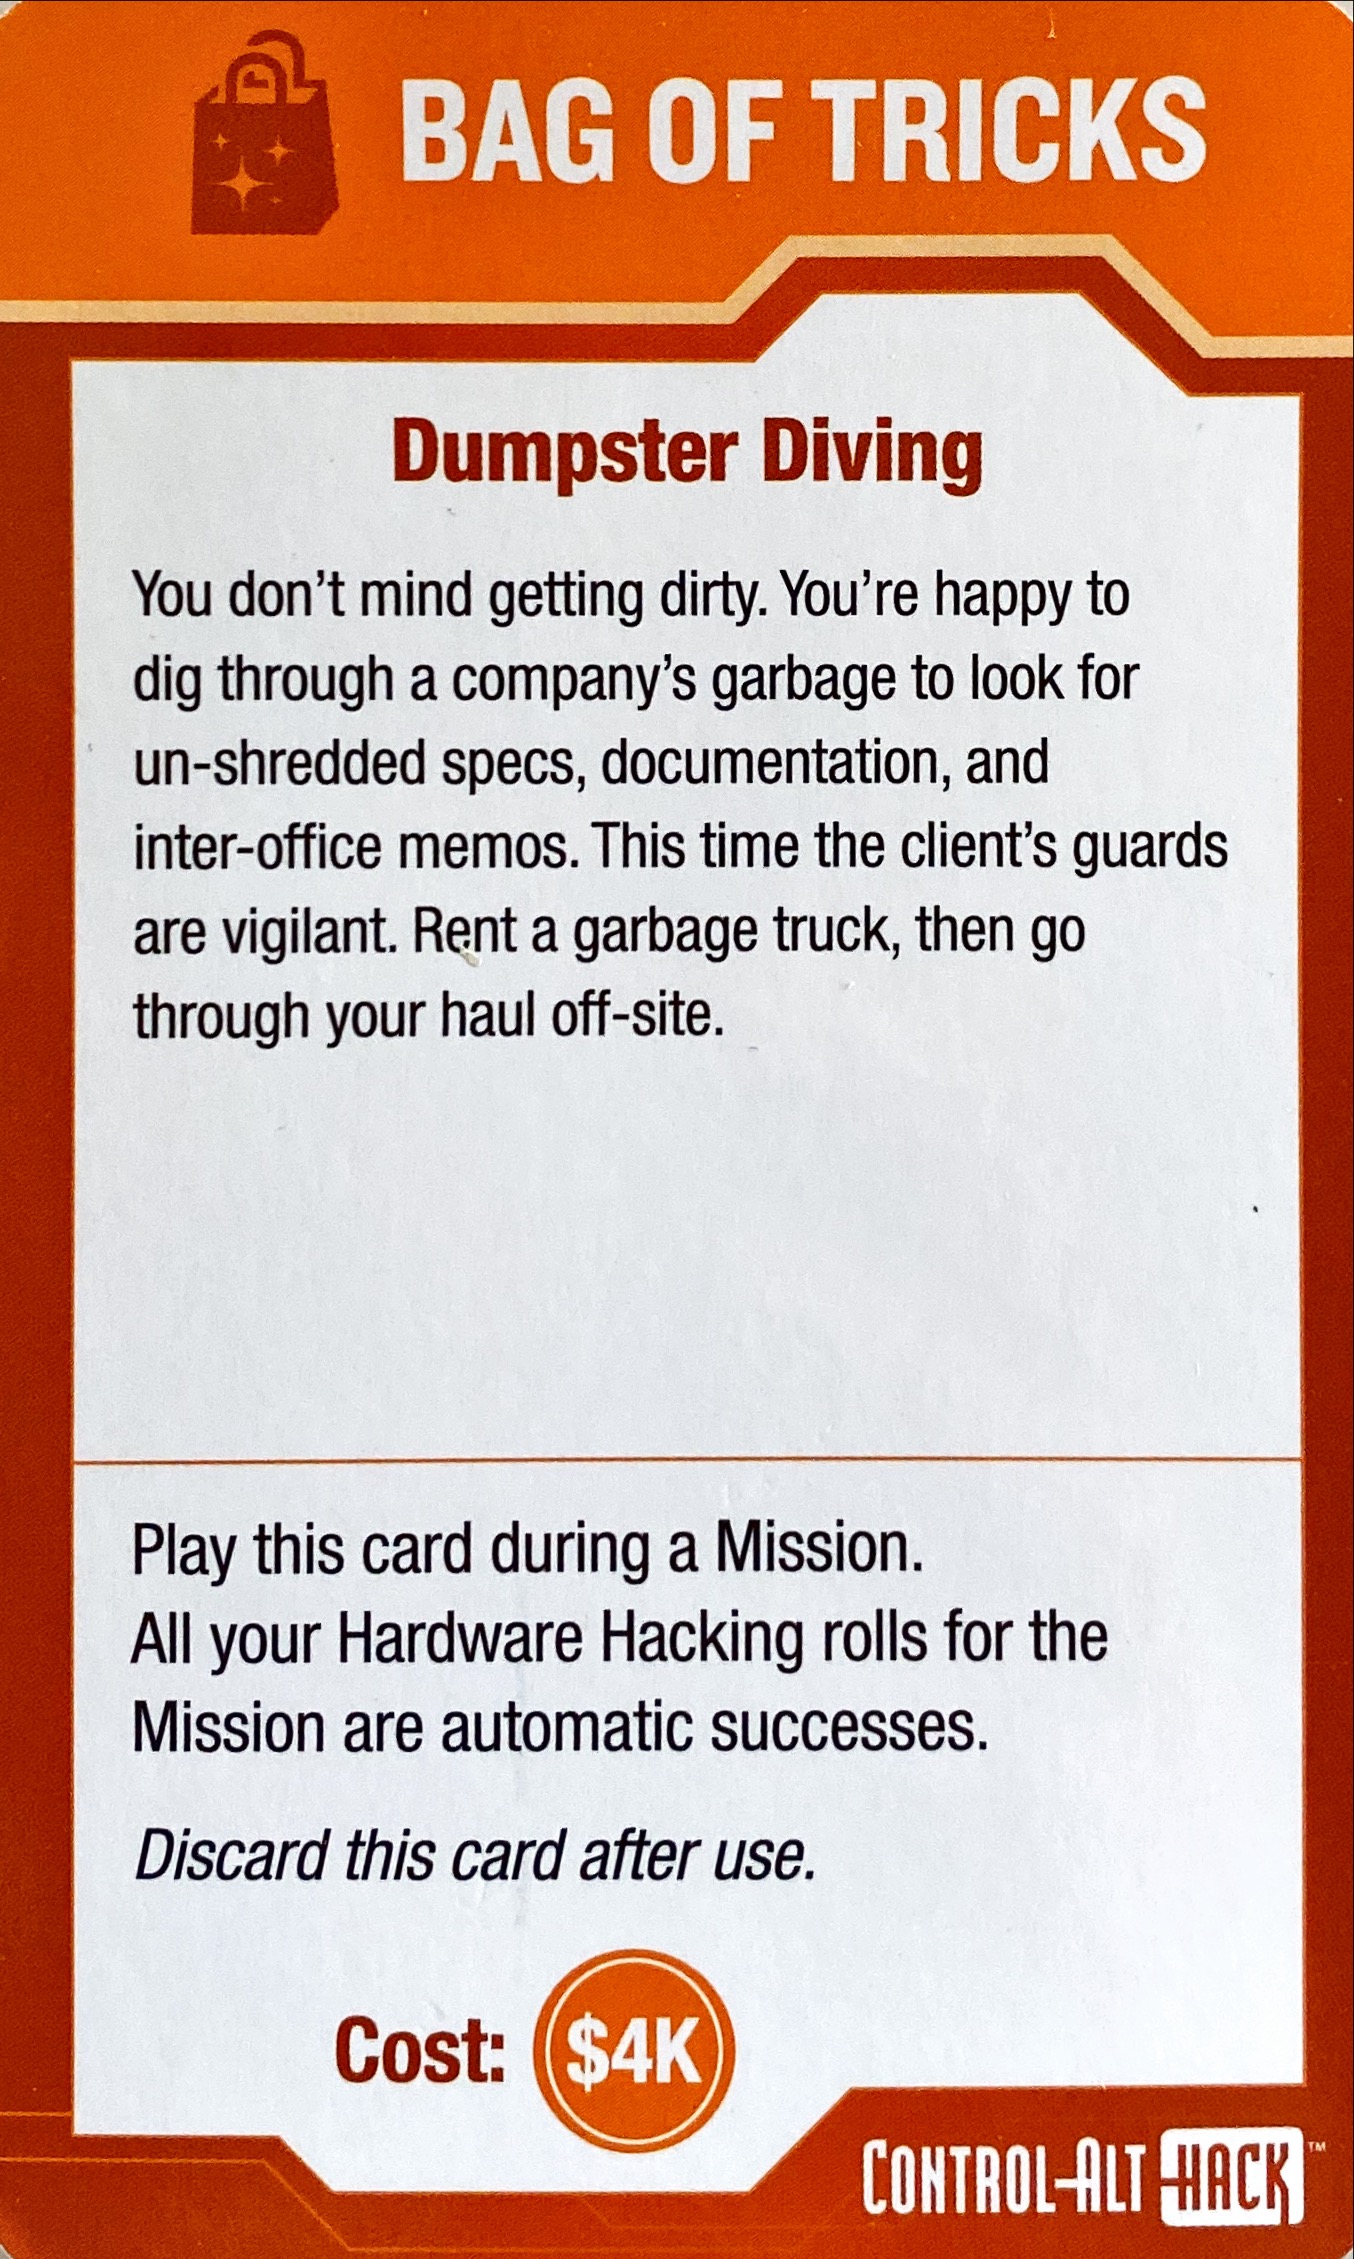 BAG OF TRICKS
Dumpster Diving
You don’t mind getting dirty. You’re happy to
dig through a company’s garbage to look for
un-shredded specs, documentation, and
inter-office memos. This time the client’s guards
are vigilant. Rent a garbage truck, then go
through your haul off-site.
Play this card during a Mission.
All your Hardware Hacking rolls for the
Mission are automatic successes.
Discard this card after use.
Cost: $4K
CONTROL-ALT-HACK™